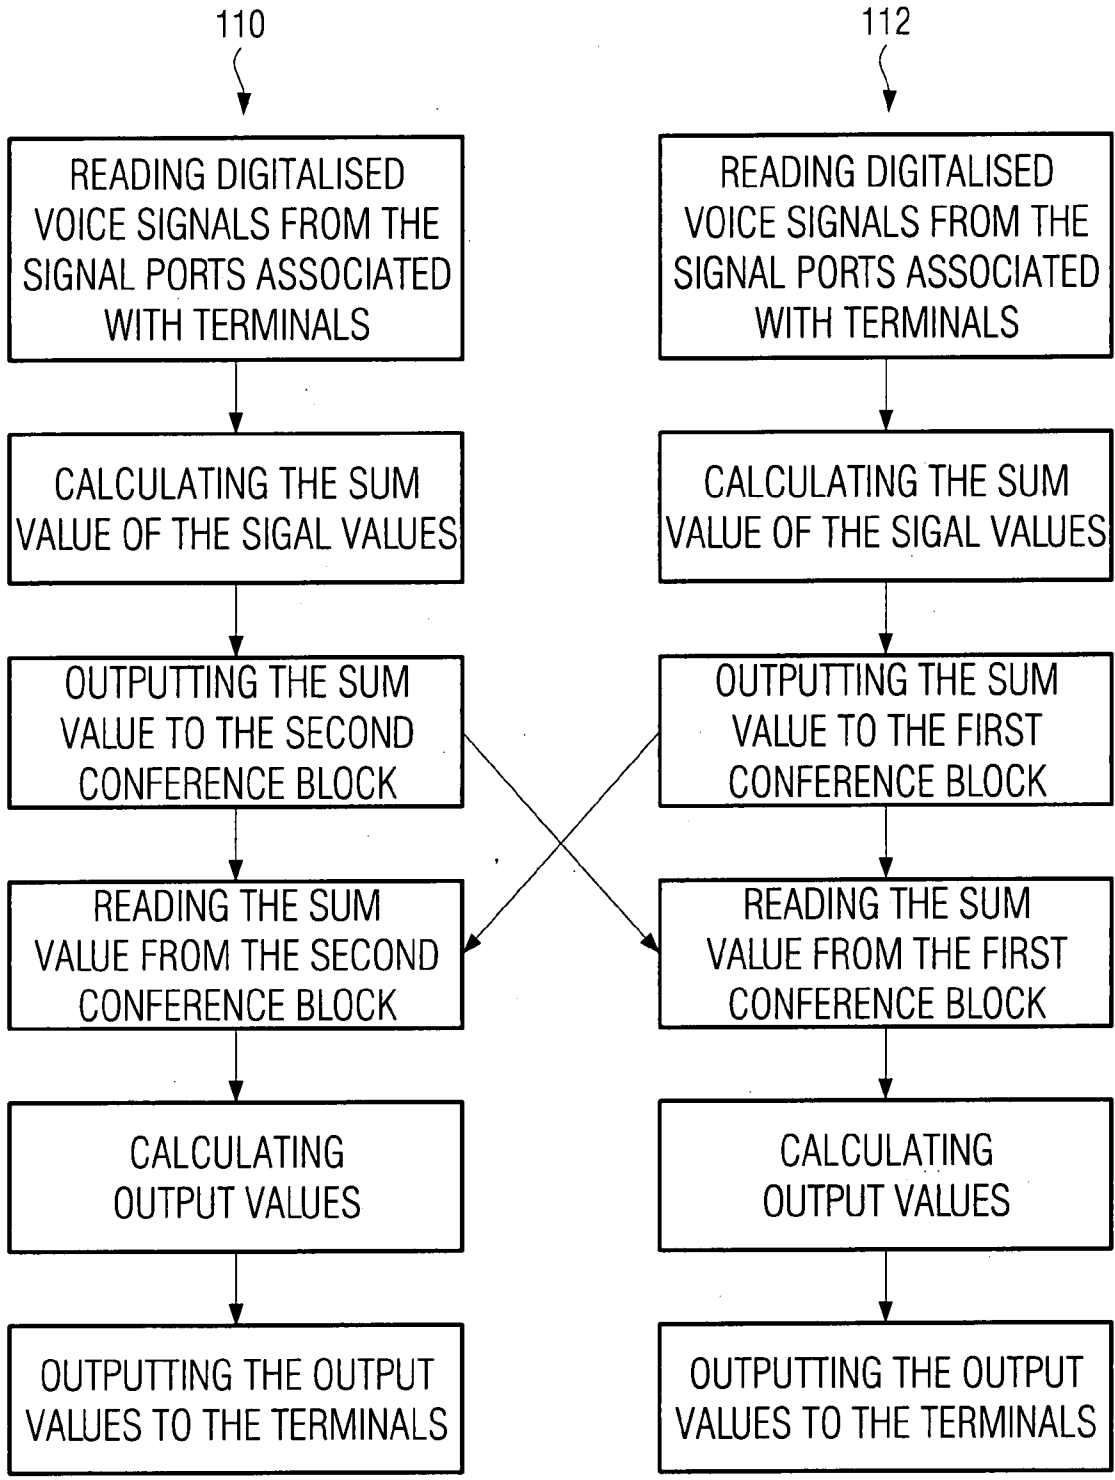 110
READING DIGITALISED
VOICE SIGNALS FROM THE
SIGNAL PORTS ASSOCIATED
WITH TERMINALS
CALCULATING THE SUM
VALUE OF THE SIGAL VALUES
OUTPUTTING THE SUM
VALUE TO THE SECOND
CONFERENCE BLOCK
READING THE SUM
VALUE FROM THE SECOND
CONFERENCE BLOCK
CALCULATING
OUTPUT VALUES
OUTPUTTING THE OUTPUT
VALUES TO THE TERMINALS
112
READING DIGITALISED
VOICE SIGNALS FROM THE
SIGNAL PORTS ASSOCIATED
WITH TERMINALS
CALCULATING THE SUM
VALUE OF THE SIGAL VALUES
OUTPUTTING THE SUM
VALUE TO THE FIRST
CONFERENCE BLOCK
READING THE SUM
VALUE FROM THE FIRST
CONFERENCE BLOCK
CALCULATING
OUTPUT VALUES
OUTPUTTING THE OUTPUT
VALUES TO THE TERMINALS